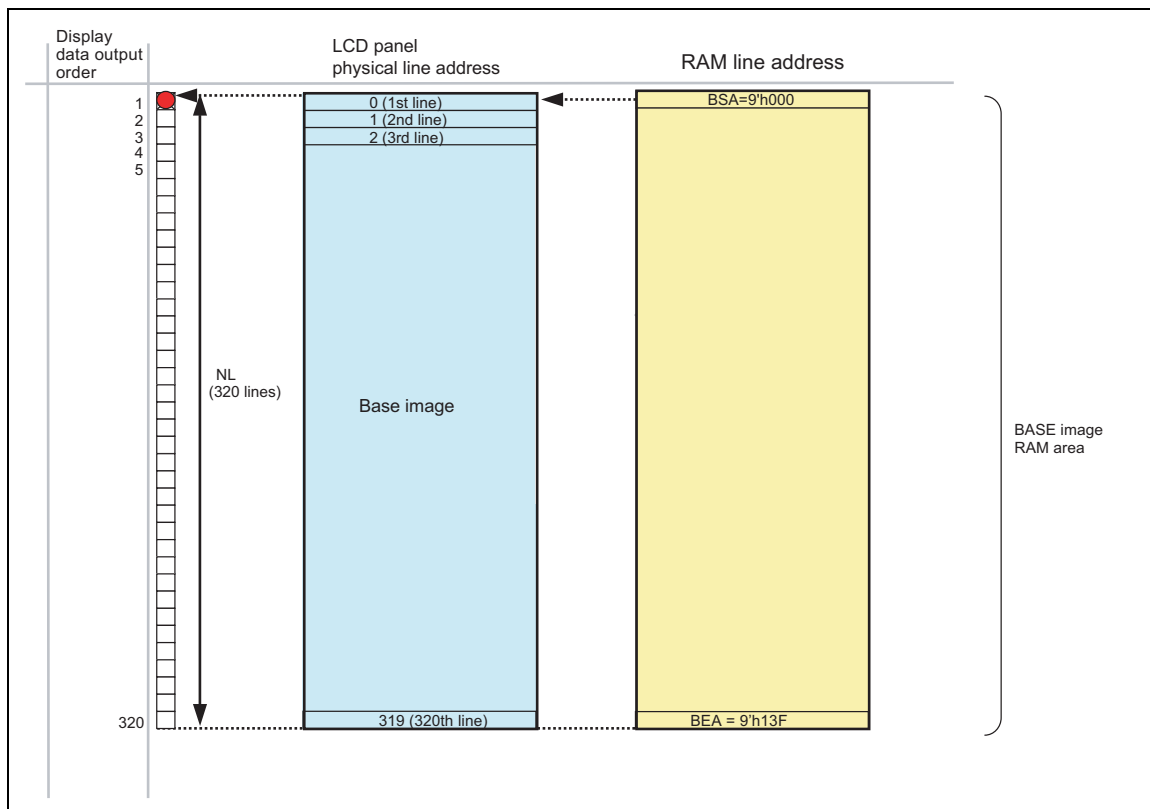 Display
data output
order
LCD panel
physical line address
RAM line address
1
2
3
4
5
320
NL
(320 lines)
0 (1st line)
1 (2nd line)
2 (3rd line)
Base image
319 (320th line)
BSA=9'h000
BEA = 9'h13F
BASE image
RAM area